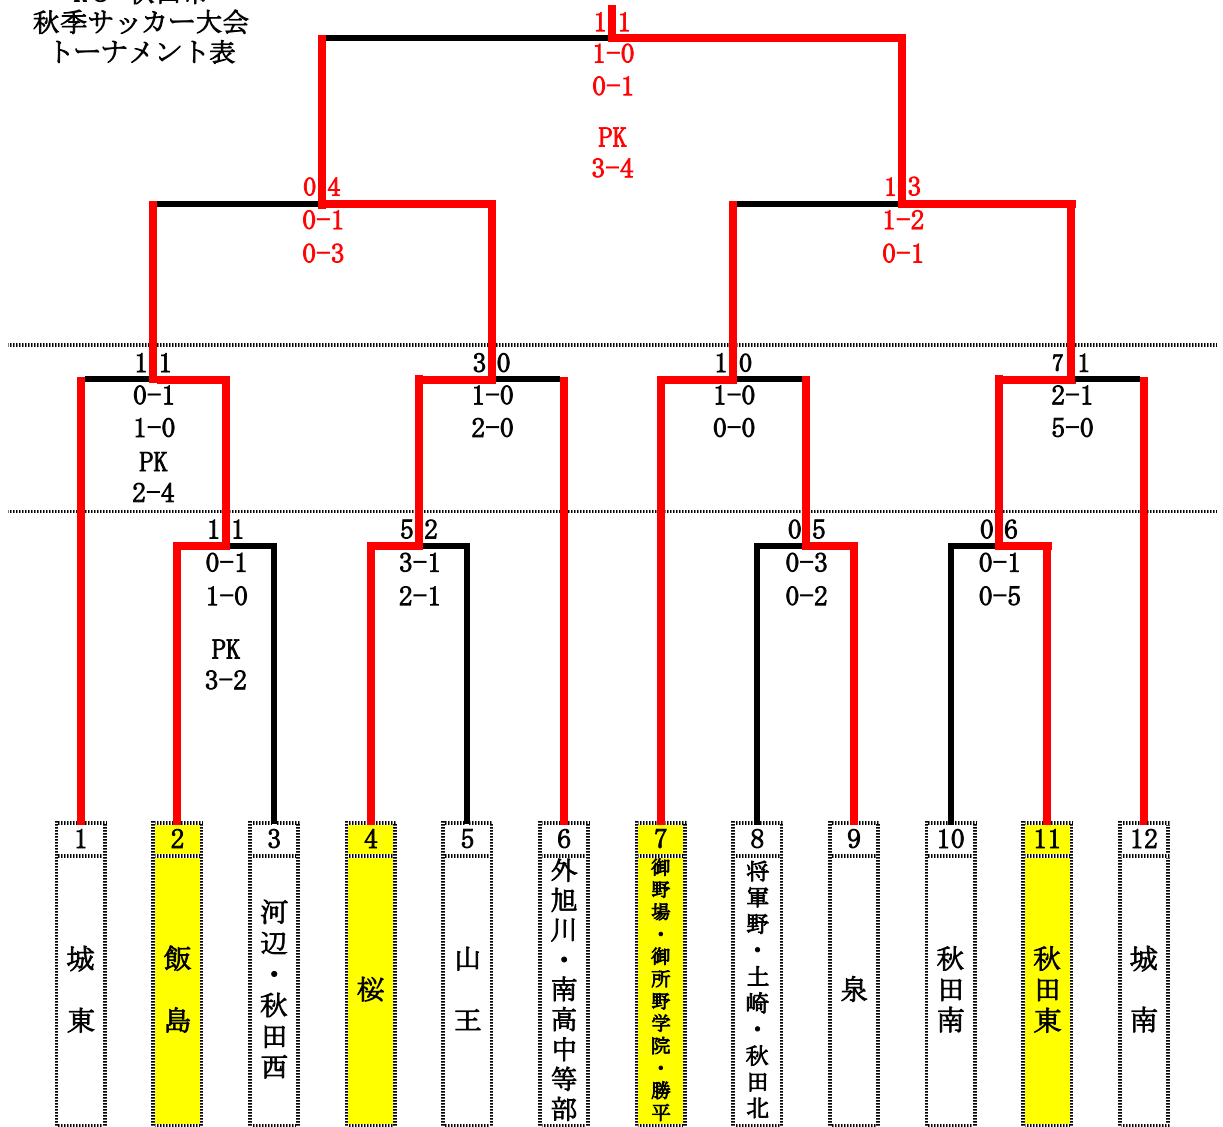 秋季サッカー大会
トーナメント表
1 1
1-0
0-1
PK
3-4
0 4
0-1
0-3
1 3
1-2
0-1
1 1
0-1
1-0
PK
2-4
3 0
1-0
2-0
1 0
1-0
0-0
7 1
2-1
5-0
1 1
0-1
1-0
PK
3-2
5 2
3-1
2-1
0 5
0-3
0-2
0 6
0-1
0-5
1
城東
2
飯島
3
河辺・秋田西
4
桜
5
山王
6
外旭川・南高中等部
7
御野場・御所野学院・勝平
8
将軍野・土崎・秋田北
9
泉
10
秋田南
11
秋田東
12
城南